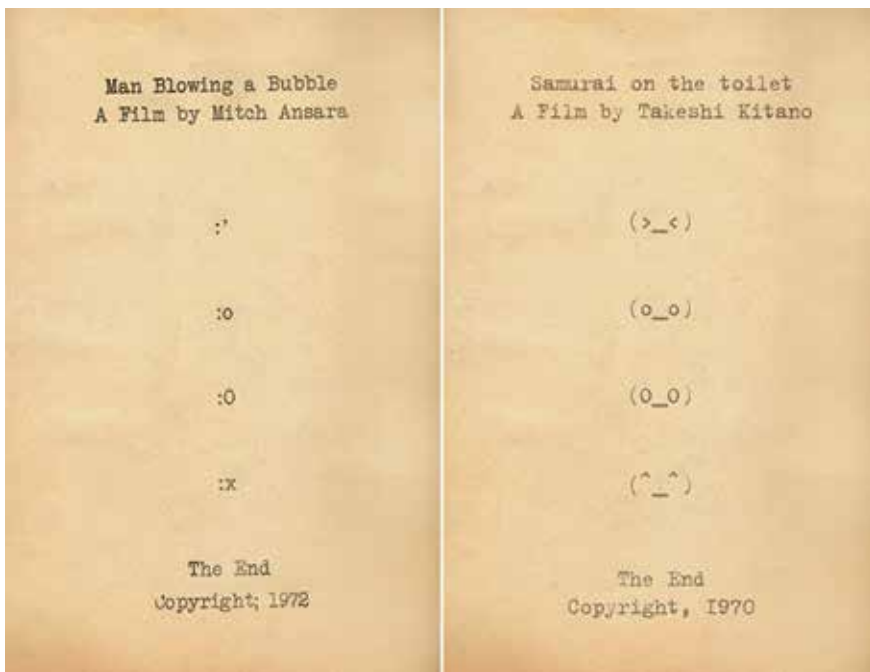 Man Blowing a Bubble
A Film by Mitch Ansara
:’
:o
:O
:x
The End
Copyright; 1972
Samurai on the toilet
A Film by Takeshi Kitano
(>_<)
(o_o)
(O_O)
(^_^)
The End
Copyright, I970